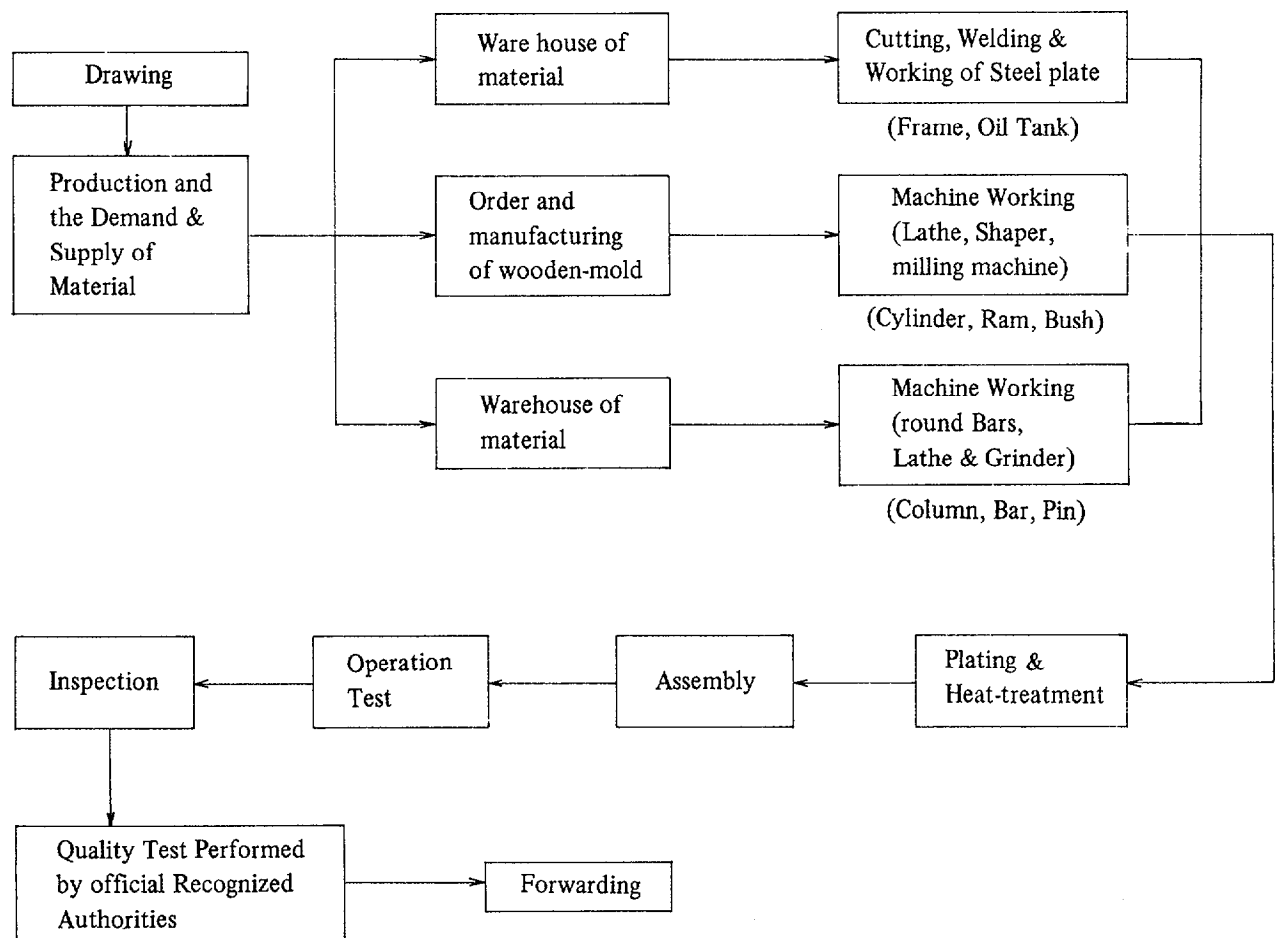 Drawing
Production and
the Demand &
Supply of
Material
Ware house of
material
Cutting, Welding &
Working of Steel plate
(Frame, Oil Tank)
Order and
manufacturing
of wooden-mold
Machine Working
(Lathe, Shaper,
milling machine)
(Cylinder, Ram, Bush)
Warehouse of
material
Machine Working
(round Bars,
Lathe & Grinder)
(Column, Bar, Pin)
Plating &
Heat-treatment
Assembly
Operation
Test
Inspection
Quality Test Performed
by official Recognized
Authorities
Forwarding